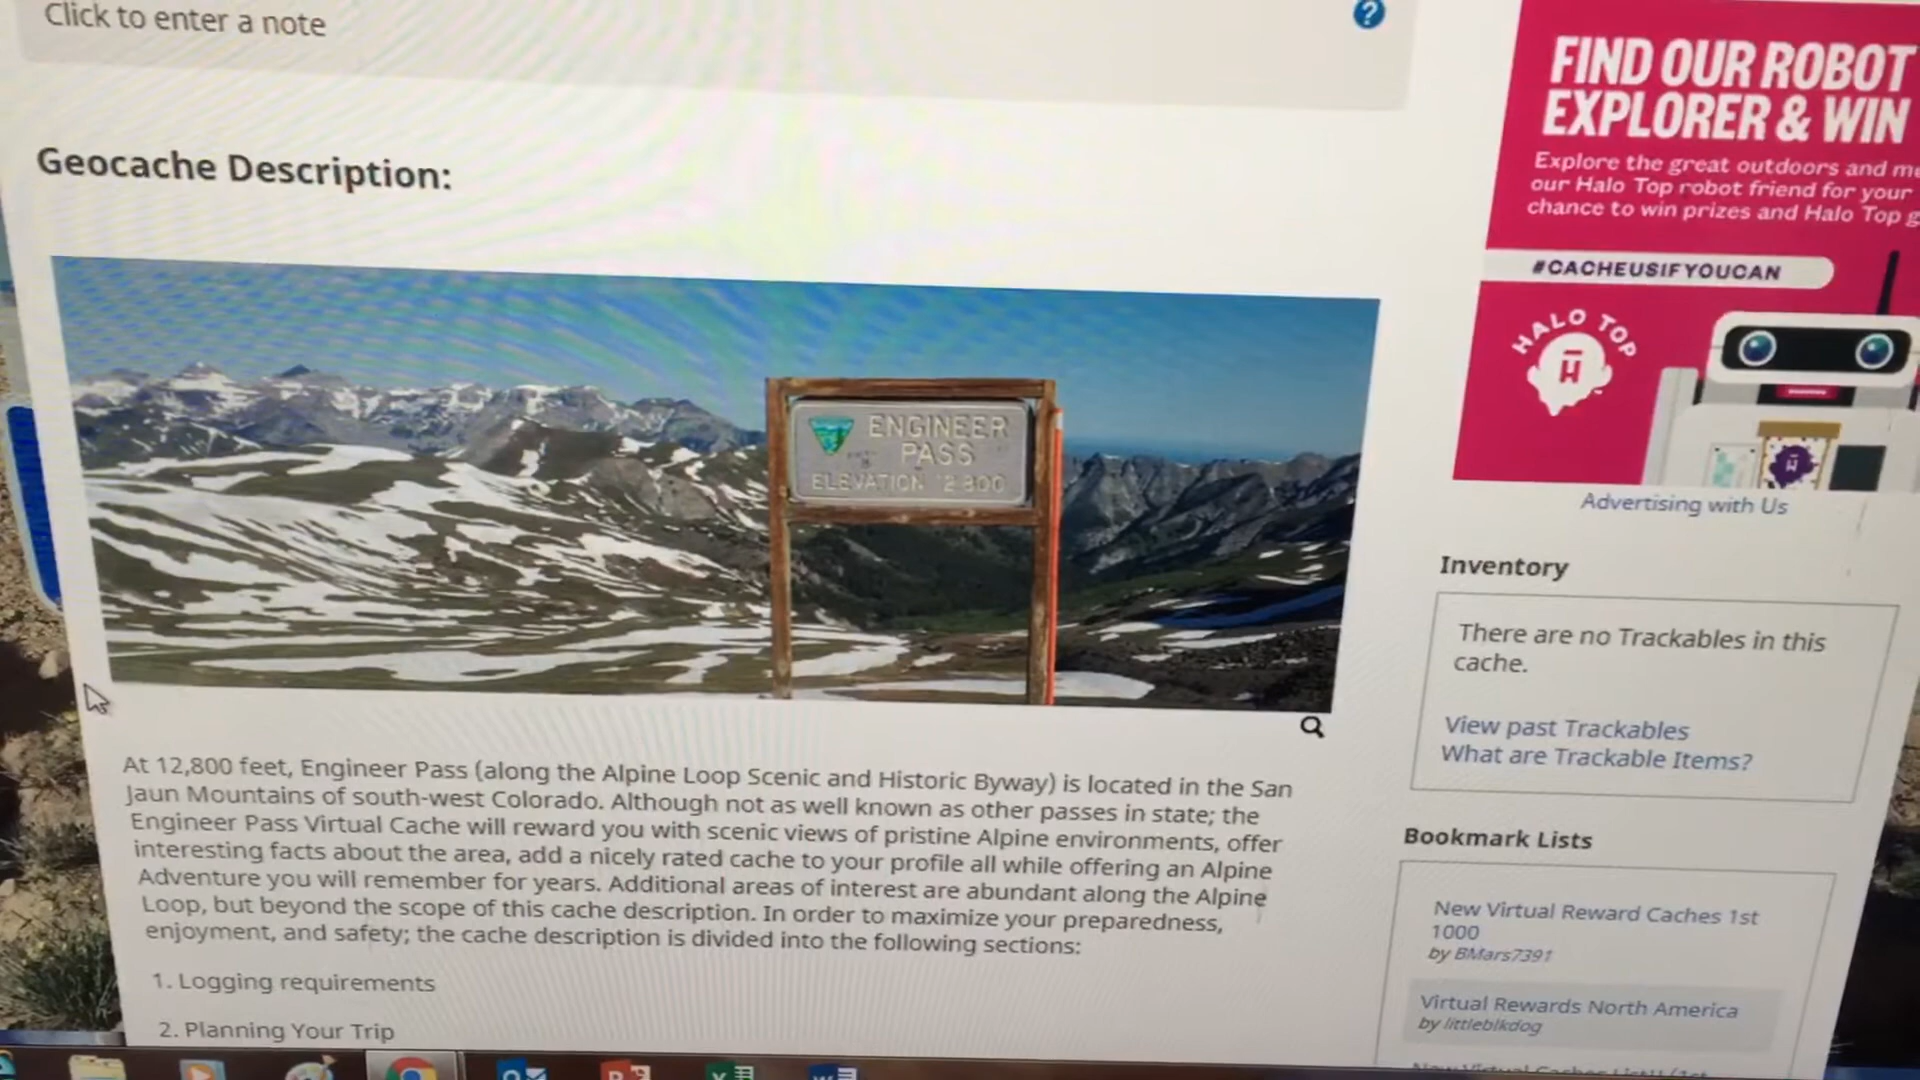 Click to enter a note
?
Geocache Description:
ENGINEER
PASS
ELEVATION 12 800
At 12,800 feet, Engineer Pass (along the Alpine Loop Scenic and Historic Byway) is located in the San
Jaun Mountains of south-west Colorado. Although not as well known as other passes in state; the
Engineer Pass Virtual Cache will reward you with scenic views of pristine Alpine environments, offer
interesting facts about the area, add a nicely rated cache to your profile all while offering an Alpine
Adventure you will remember for years. Additional areas of interest are abundant along the Alpine
Loop, but beyond the scope of this cache description. In order to maximize your preparedness,
enjoyment, and safety; the cache description is divided into the following sections:
1. Logging requirements
2. Planning Your Trip
FIND OUR ROBOT
EXPLORER & WIN
Explore the great outdoors and me
our Halo Top robot friend for your
chance to win prizes and Halo Top g
#CACHEUSIFYOUCAN
HALO TOP
H
Advertising with Us
Inventory
There are no Trackables in this
cache.
View past Trackables
What are Trackable Items?
Bookmark Lists
New Virtual Reward Caches 1st
1000
by BMars7391
Virtual Rewards North America
by littleblkdog